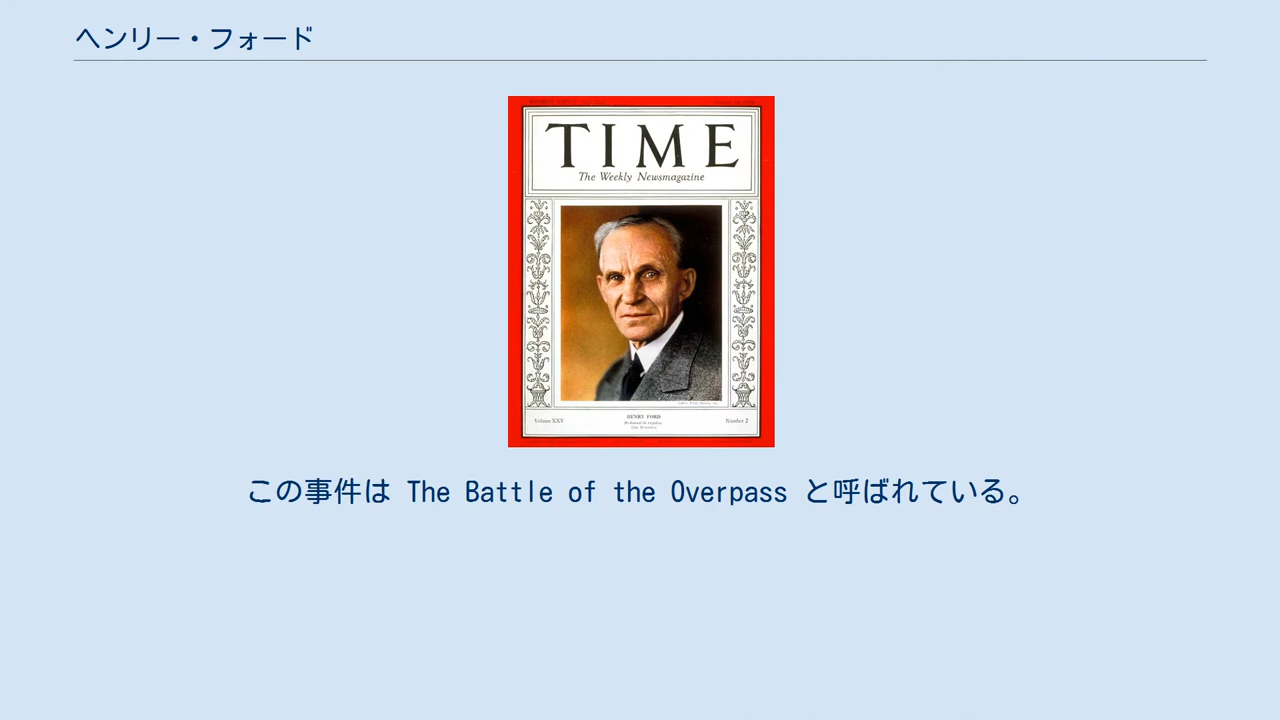 ヘンリー・フォード
TIME
The Weekly Newsmagazine
HENRY FORD
Volume XXV
Number 2
この事件は The Battle of the Overpass と呼ばれている。